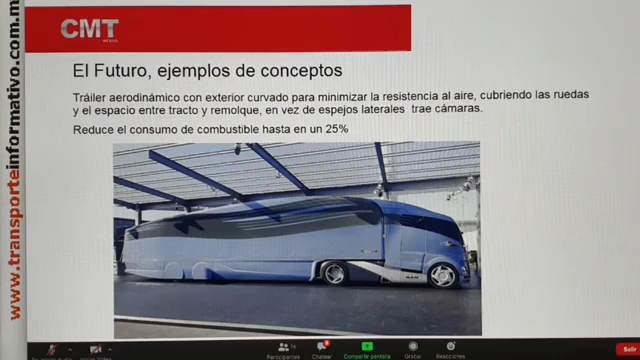 CMT
MÉXICO
El Futuro, ejemplos de conceptos
Tráiler aerodinámico con exterior curvado para minimizar la resistencia al aire, cubriendo las ruedas
y el espacio entre tracto y remolque, en vez de espejos laterales trae cámaras.
Reduce el consumo de combustible hasta en un 25%
MAN
www.transporteinformativo.com.m
Participantes
Chatear
Compartir pantalla
Grabar
Reacciones
Salir